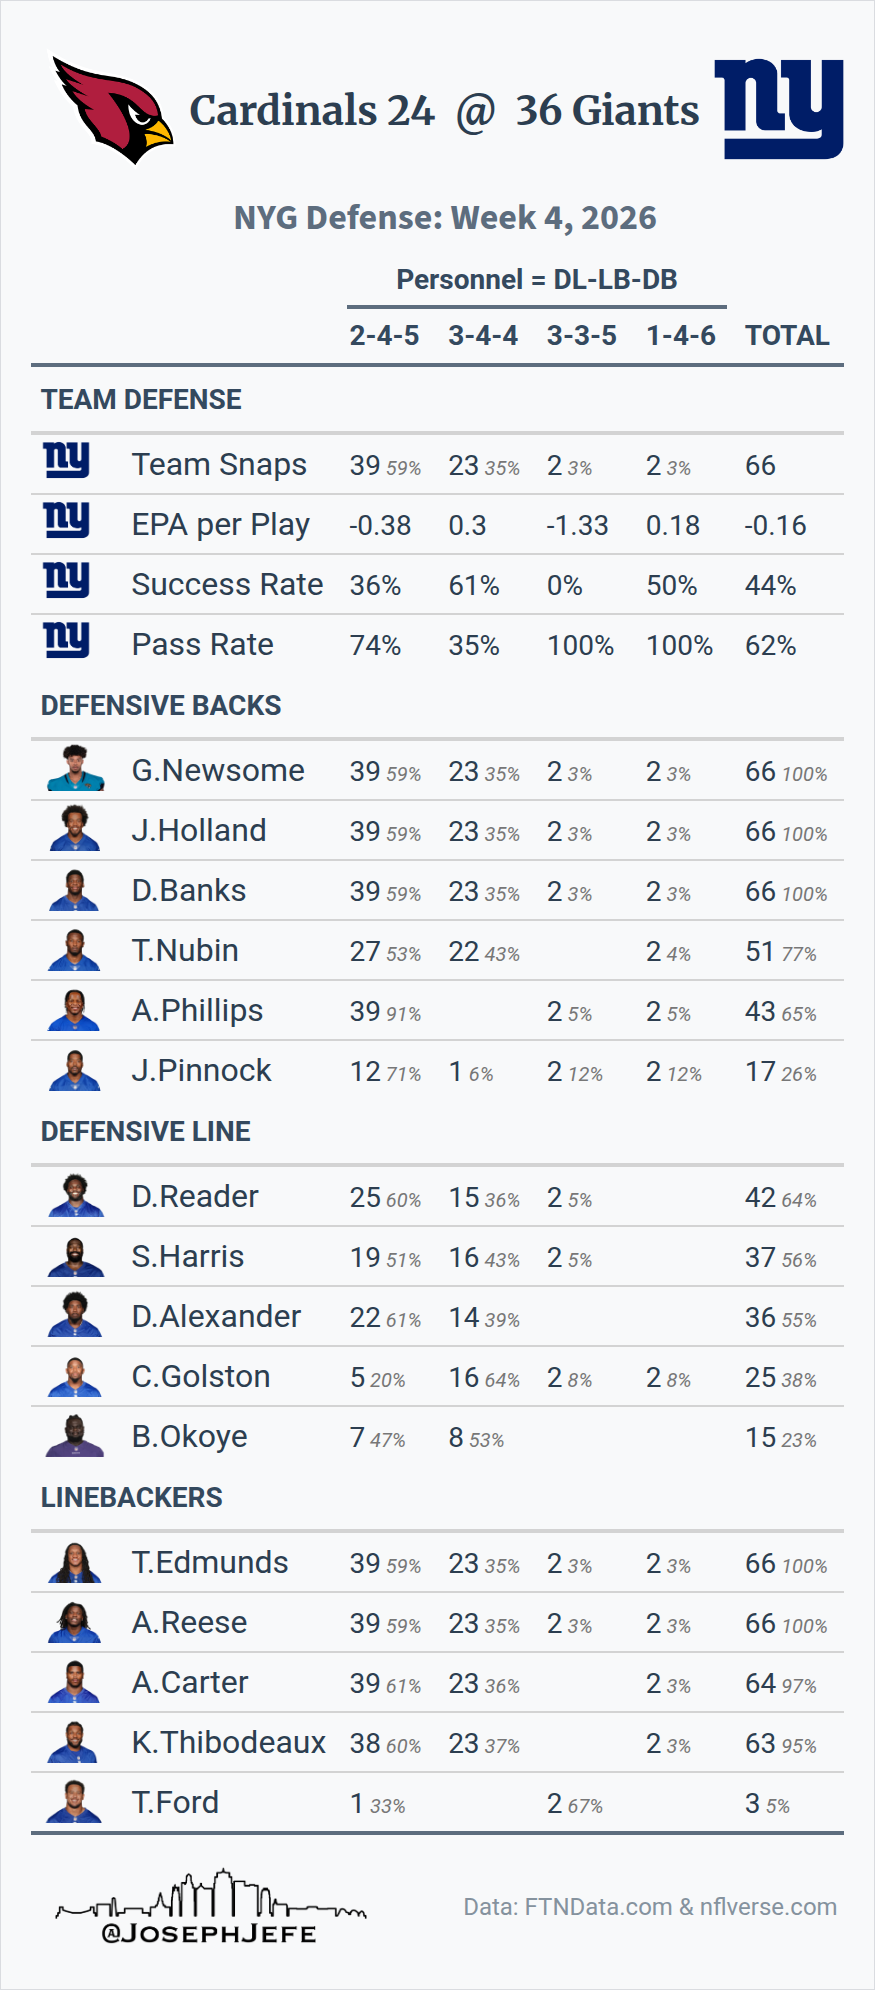 Cardinals 24 @ 36 Giants
ny
NYG Defense: Week 4, 2026
Personnel = DL-LB-DB
2-4-5 3-4-4 3-3-5 1-4-6 TOTAL
TEAM DEFENSE
ny Team Snaps 39 59% 23 35% 2 3% 2 3% 66
ny EPA per Play -0.38 0.3 -1.33 0.18 -0.16
ny Success Rate 36% 61% 0% 50% 44%
ny Pass Rate 74% 35% 100% 100% 62%
DEFENSIVE BACKS
G.Newsome 39 59% 23 35% 2 3% 2 3% 66 100%
J.Holland 39 59% 23 35% 2 3% 2 3% 66 100%
D.Banks 39 59% 23 35% 2 3% 2 3% 66 100%
T.Nubin 27 53% 22 43% 2 4% 51 77%
A.Phillips 39 91% 2 5% 2 5% 43 65%
J.Pinnock 12 71% 1 6% 2 12% 2 12% 17 26%
DEFENSIVE LINE
D.Reader 25 60% 15 36% 2 5% 42 64%
S.Harris 19 51% 16 43% 2 5% 37 56%
D.Alexander 22 61% 14 39% 36 55%
C.Golston 5 20% 16 64% 2 8% 2 8% 25 38%
B.Okoye 7 47% 8 53% 15 23%
LINEBACKERS
T.Edmunds 39 59% 23 35% 2 3% 2 3% 66 100%
A.Reese 39 59% 23 35% 2 3% 2 3% 66 100%
A.Carter 39 61% 23 36% 2 3% 64 97%
K.Thibodeaux 38 60% 23 37% 2 3% 63 95%
T.Ford 1 33% 2 67% 3 5%
@JosephJefe
Data: FTNData.com & nflverse.com